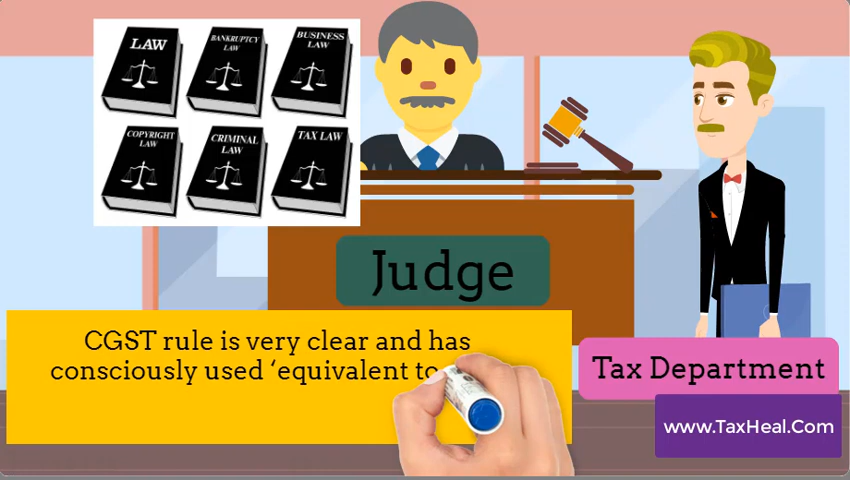 LAW
BANKRUPTCY
LAW
BUSINESS
LAW
COPYRIGHT
LAW
CRIMINAL
LAW
TAX LAW
Judge
CGST rule is very clear and has
consciously used ‘equivalent to
Tax Department
www.TaxHeal.Com